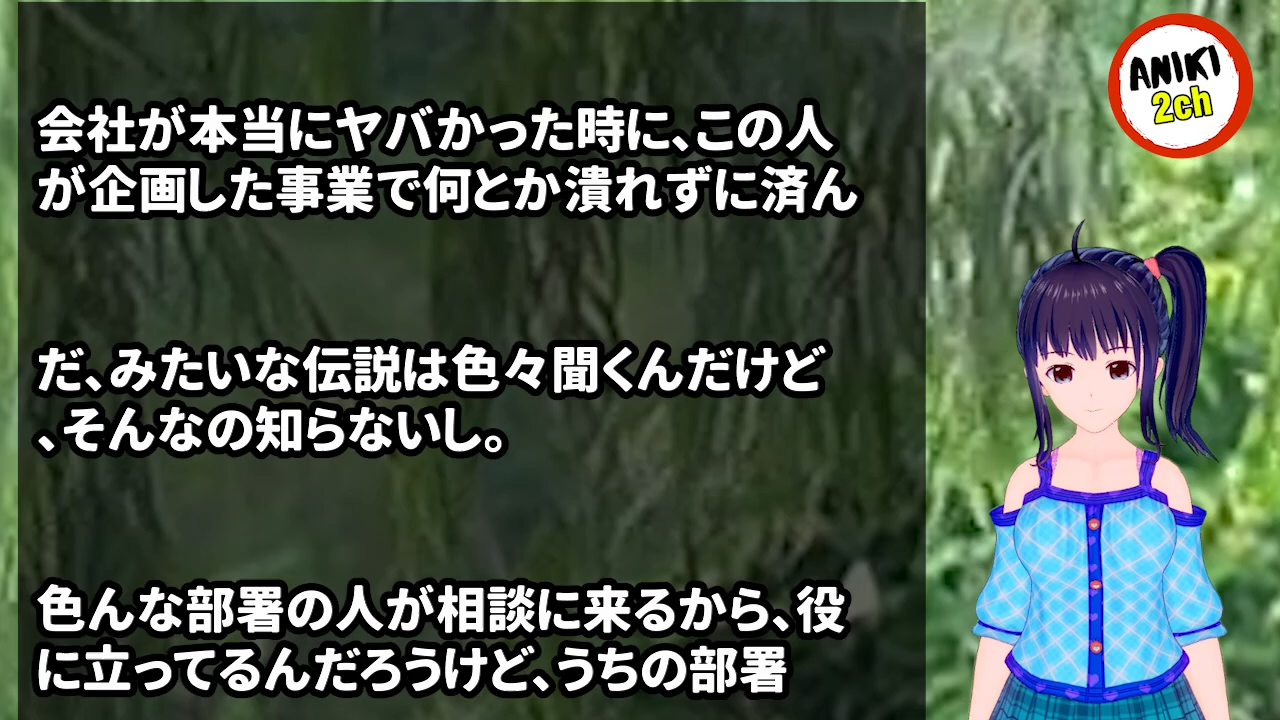 ANIKI
2ch
会社が本当にヤバかった時に、この人
が企画した事業で何とか潰れずに済ん
だ、みたいな伝説は色々聞くんだけど
、そんなの知らないし。
色んな部署の人が相談に来るから、役
に立ってるんだろうけど、うちの部署